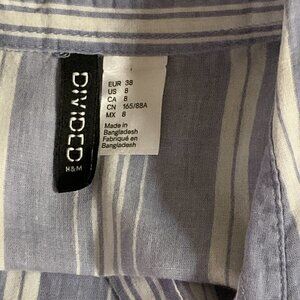 DIVIDED
H&M
EUR 38
US 8
CA 8
CN 165/88A
MX 8
Made in
Bangladesh
Fabriqué en
Bangladesh